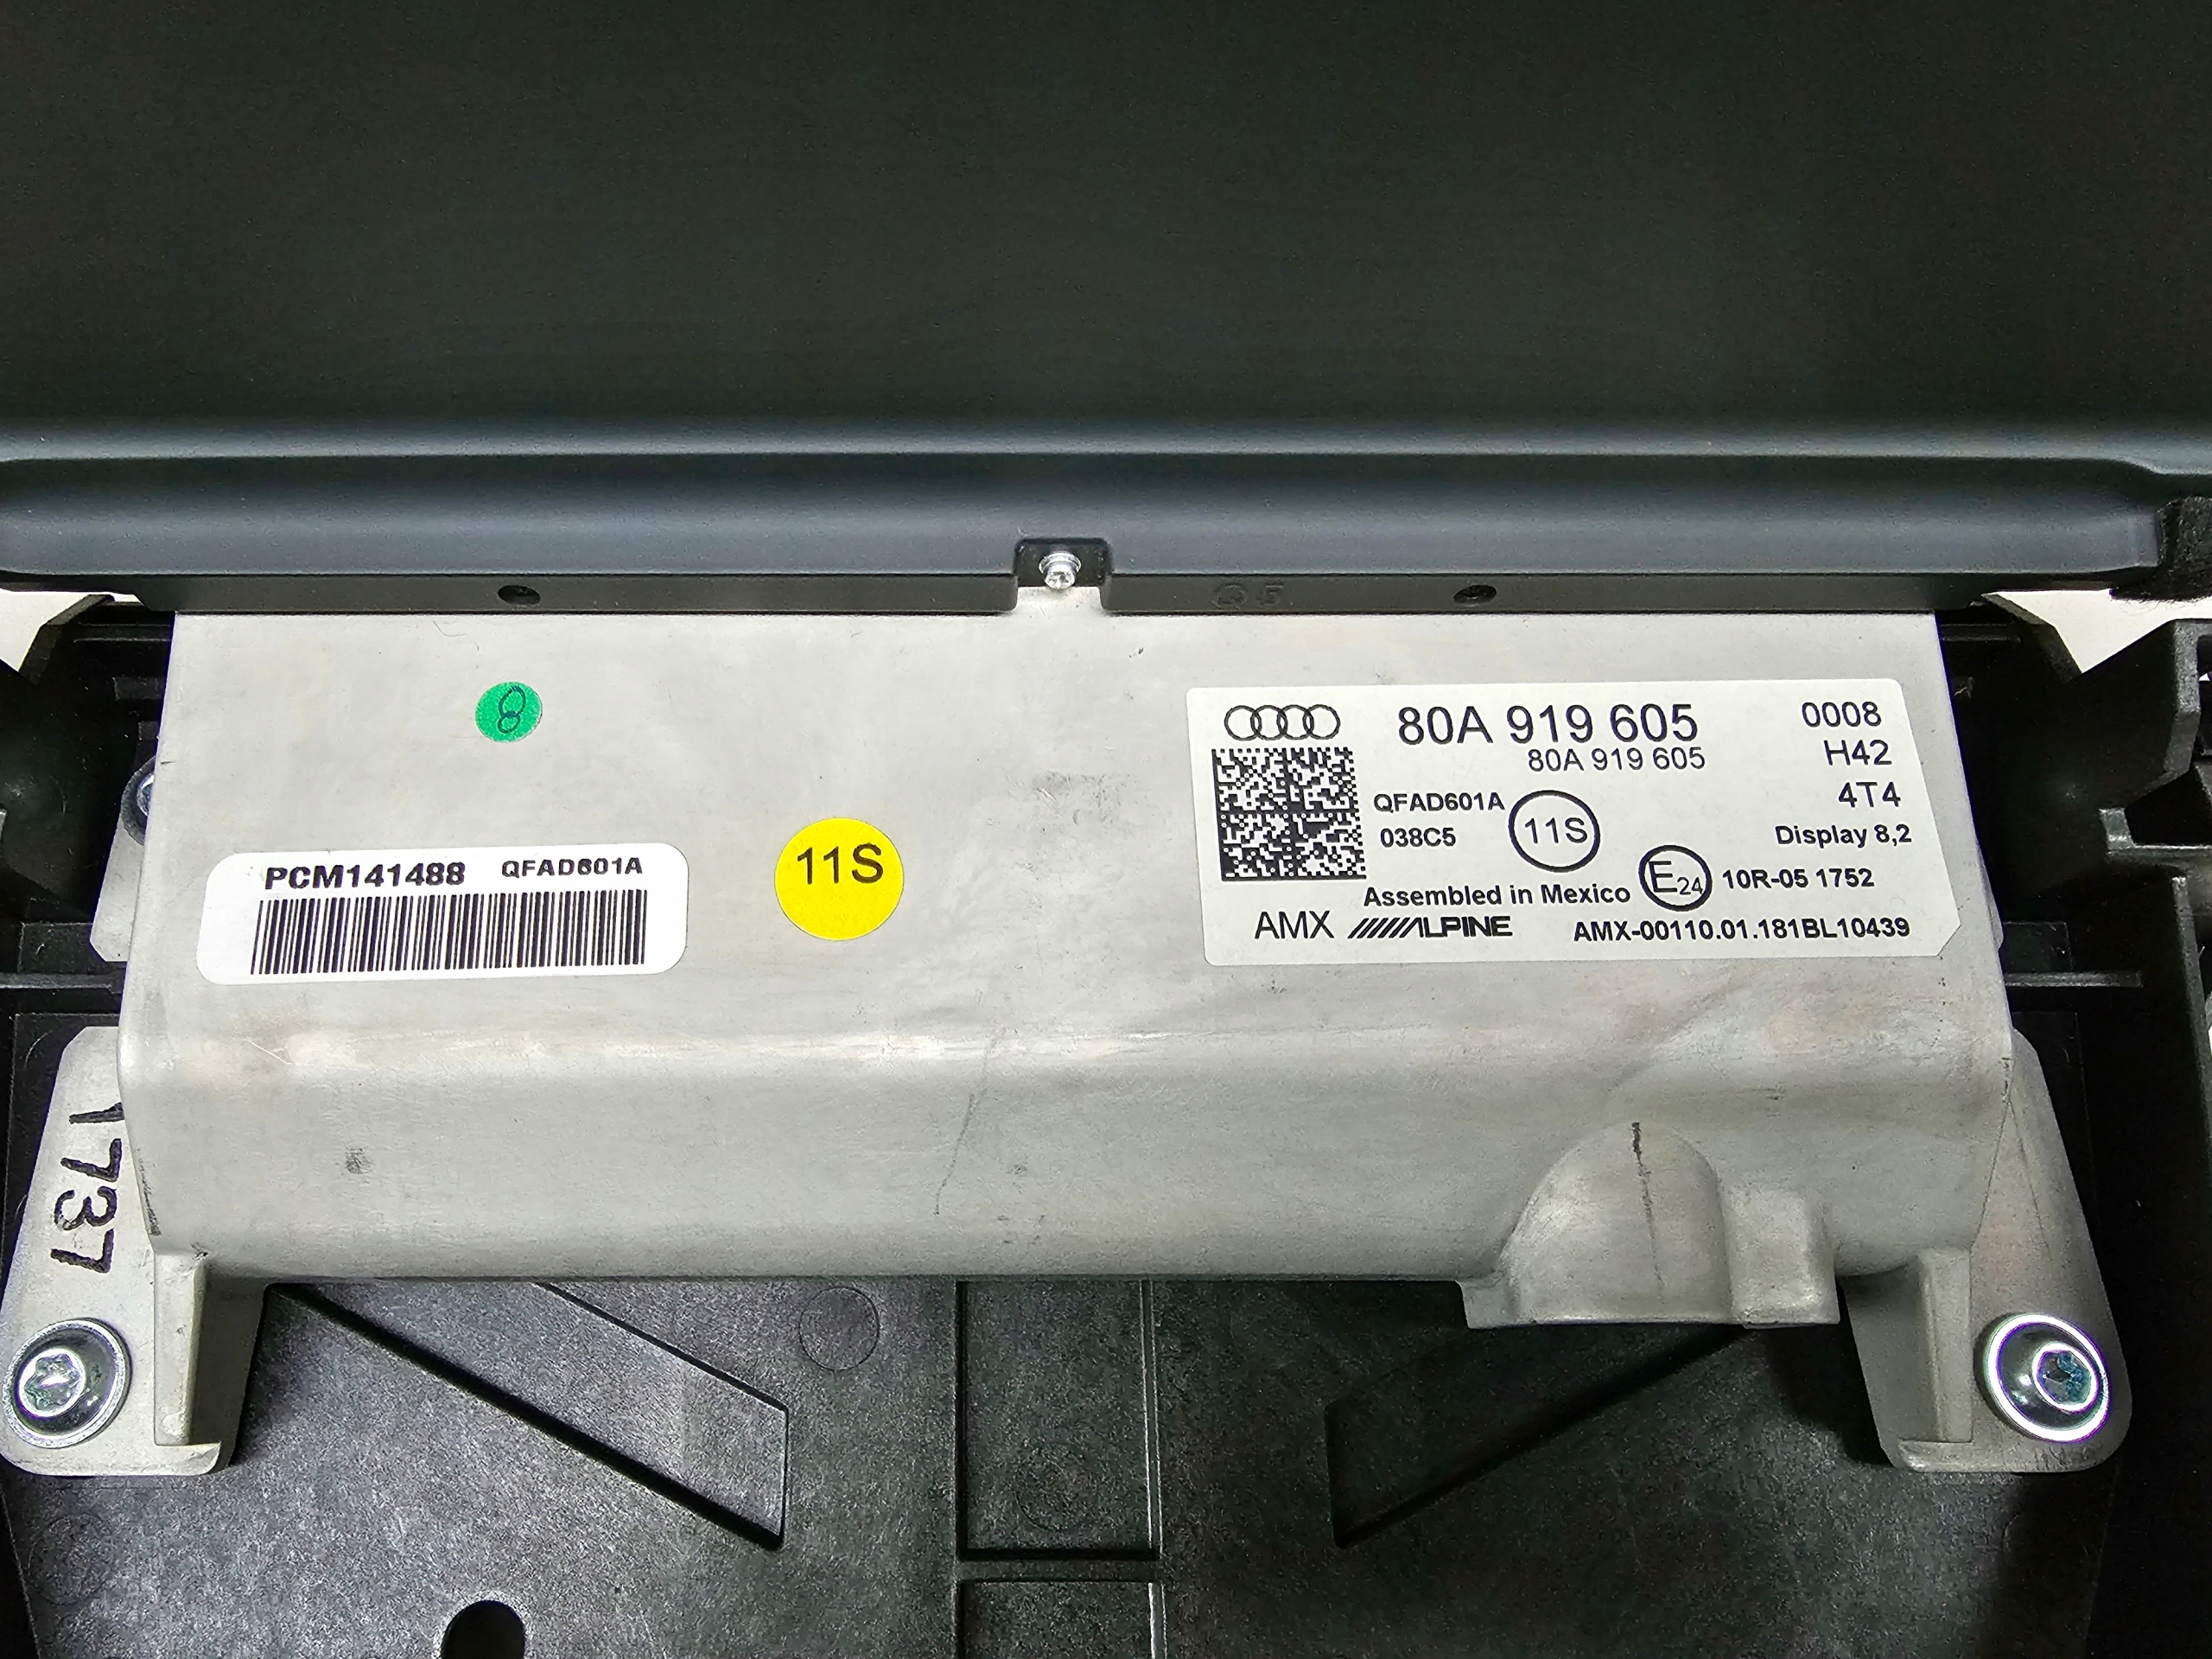 8
11S
PCM141488 QFAD601A
80A 919 605 0008
80A 919 605 H42
4T4
QFAD601A
038C5 11S Display 8,2
Assembled in Mexico E24 10R-05 1752
AMX ALPINE AMX-00110.01.181BL10439
1737